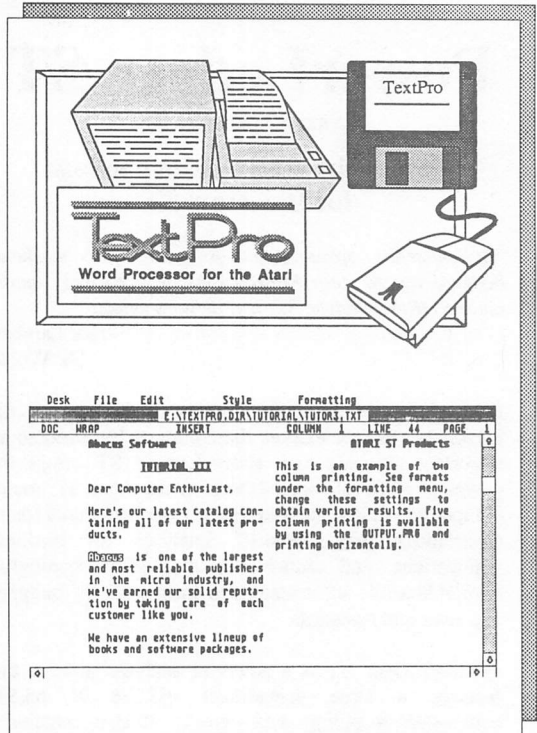 TextPro
TextPro
Word Processor for the Atari
Desk File Edit Style Formatting
E:\TEXTPRO.DIR\TUTORIAL\TUTOR3.TXT
DOC WRAP INSERT COLUMN 1 LINE 44 PAGE 1
Abacus Software ATARI ST Products
TUTORIAL III
Dear Computer Enthusiast,
Here's our latest catalog con-
taining all of our latest pro-
ducts.
Abacus is one of the largest
and most reliable publishers
in the micro industry, and
we've earned our solid reputa-
tion by taking care of each
customer like you.
We have an extensive lineup of
books and software packages.
This is an example of two
column printing. See formats
under the formatting menu,
change these settings to
obtain various results. Five
column printing is available
by using the OUTPUT.PRG and
printing horizontally.